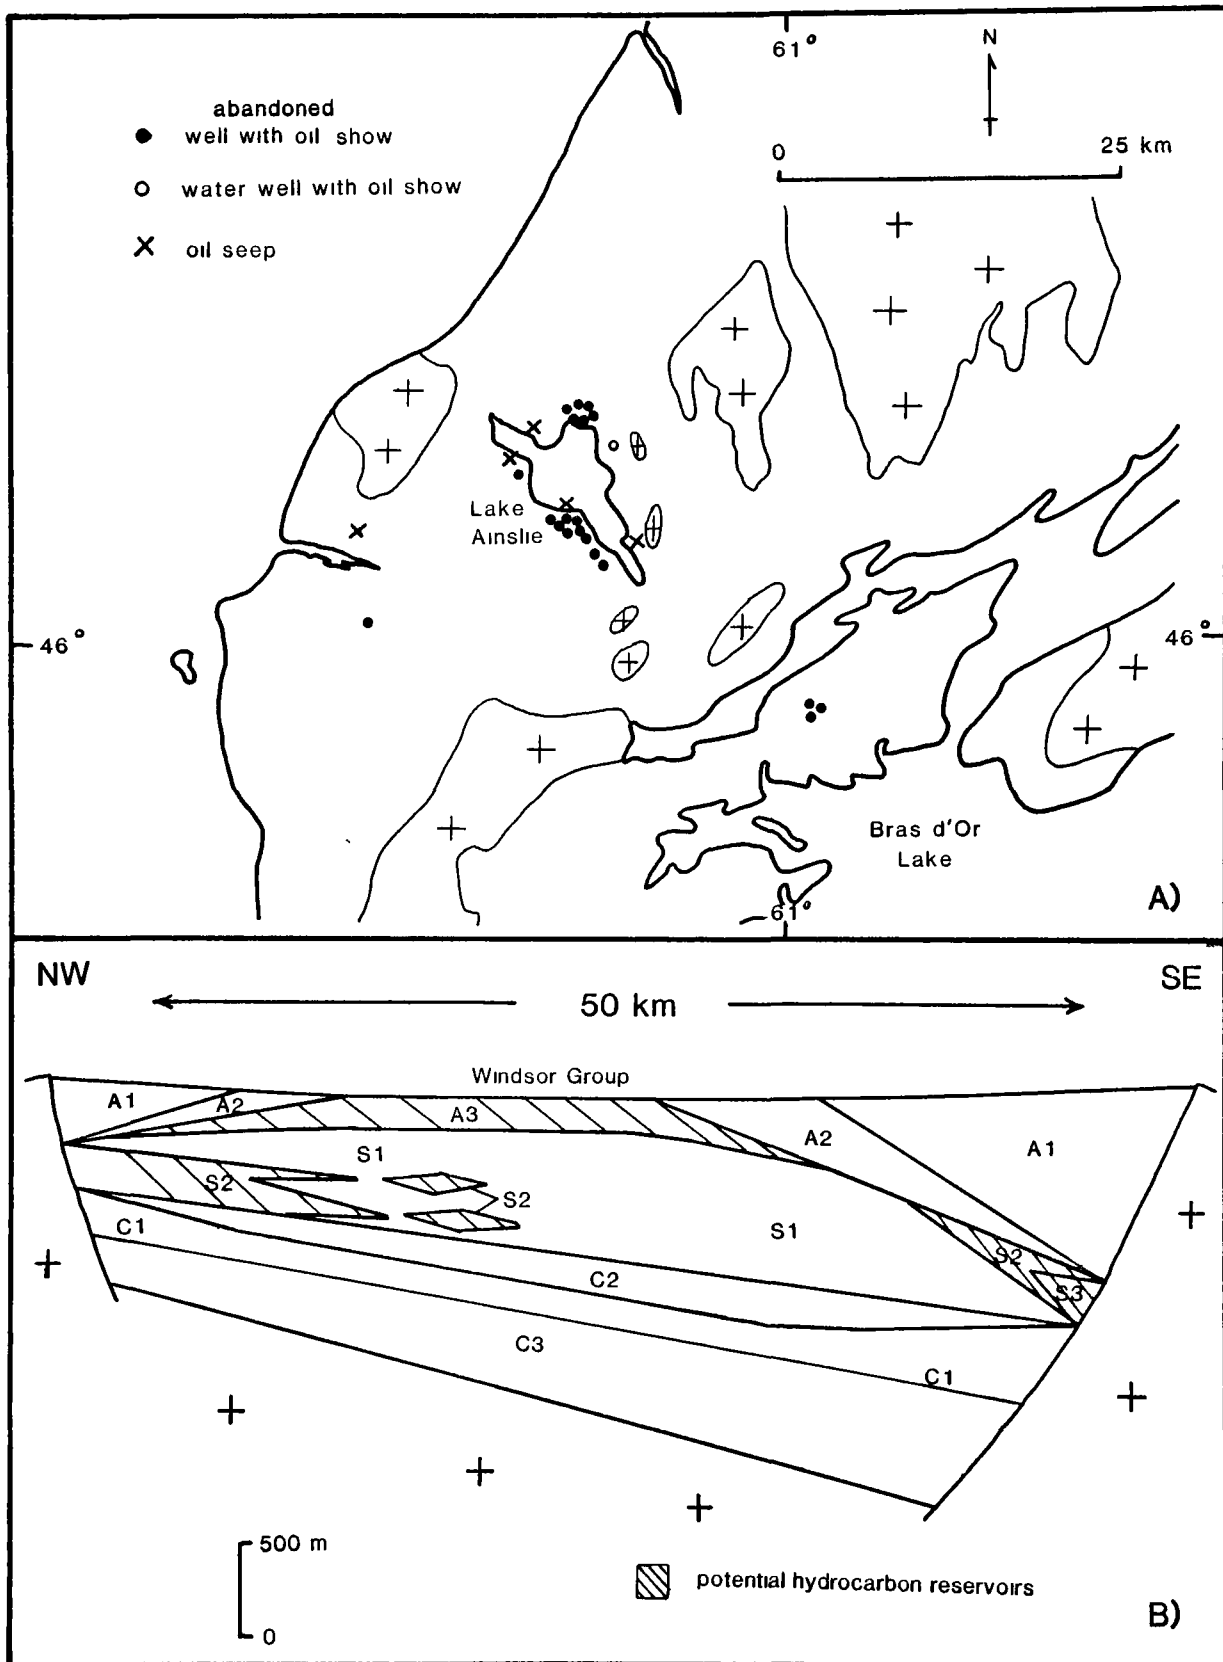 61°
N
abandoned
well with oil show
0
25 km
water well with oil show
oil seep
Lake
Ainslie
46°
46°
Bras d'Or
Lake
61°
A)
NW
SE
50 km
Windsor Group
A1
A2
A3
A2
A1
S1
S2
S2
S1
S2
S3
C1
C2
C3
C1
500 m
0
potential hydrocarbon reservoirs
B)